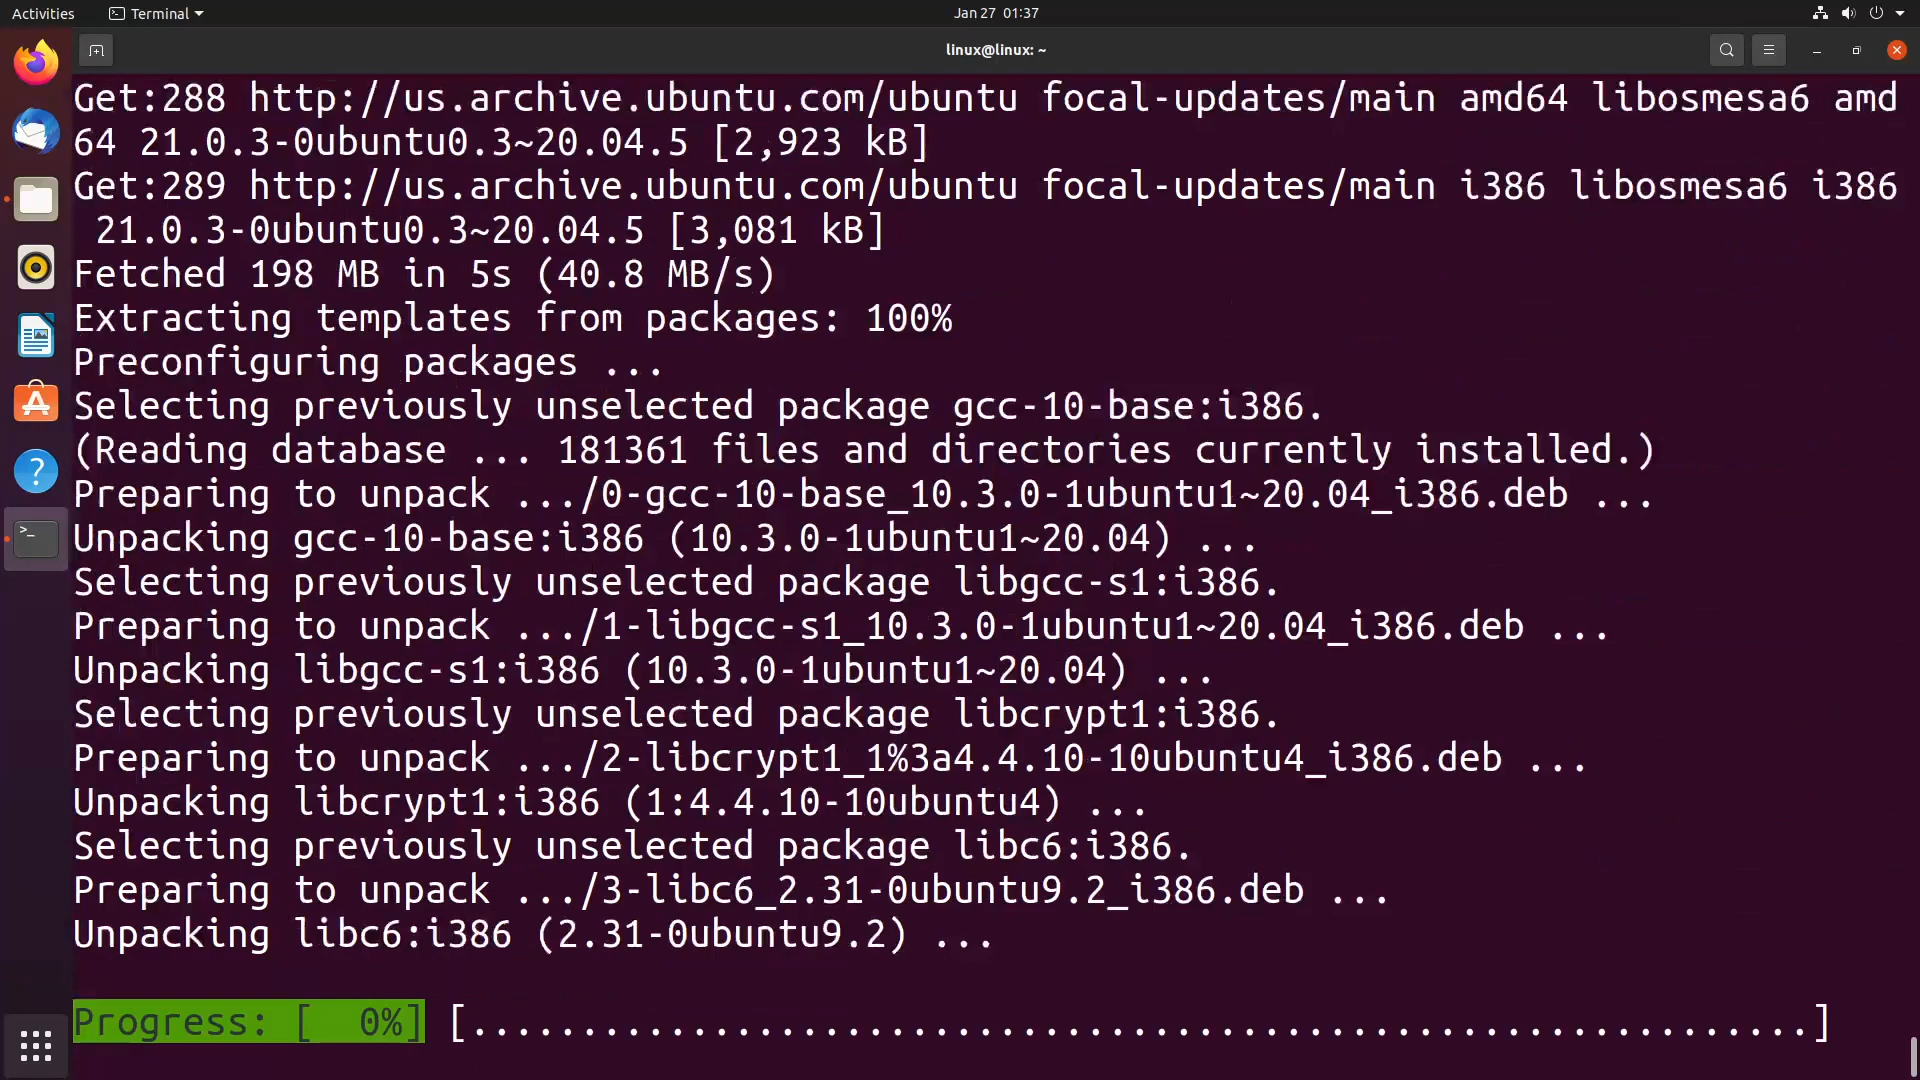 Activities Terminal Jan 27 01:37
linux@linux: ~
Get:288 http://us.archive.ubuntu.com/ubuntu focal-updates/main amd64 libosmesa6 amd
64 21.0.3-0ubuntu0.3~20.04.5 [2,923 kB]
Get:289 http://us.archive.ubuntu.com/ubuntu focal-updates/main i386 libosmesa6 i386
 21.0.3-0ubuntu0.3~20.04.5 [3,081 kB]
Fetched 198 MB in 5s (40.8 MB/s)
Extracting templates from packages: 100%
Preconfiguring packages ...
Selecting previously unselected package gcc-10-base:i386.
(Reading database ... 181361 files and directories currently installed.)
Preparing to unpack .../0-gcc-10-base_10.3.0-1ubuntu1~20.04_i386.deb ...
Unpacking gcc-10-base:i386 (10.3.0-1ubuntu1~20.04) ...
Selecting previously unselected package libgcc-s1:i386.
Preparing to unpack .../1-libgcc-s1_10.3.0-1ubuntu1~20.04_i386.deb ...
Unpacking libgcc-s1:i386 (10.3.0-1ubuntu1~20.04) ...
Selecting previously unselected package libcrypt1:i386.
Preparing to unpack .../2-libcrypt1_1%3a4.4.10-10ubuntu4_i386.deb ...
Unpacking libcrypt1:i386 (1:4.4.10-10ubuntu4) ...
Selecting previously unselected package libc6:i386.
Preparing to unpack .../3-libc6_2.31-0ubuntu9.2_i386.deb ...
Unpacking libc6:i386 (2.31-0ubuntu9.2) ...
Progress: [  0%] [.............................................................]